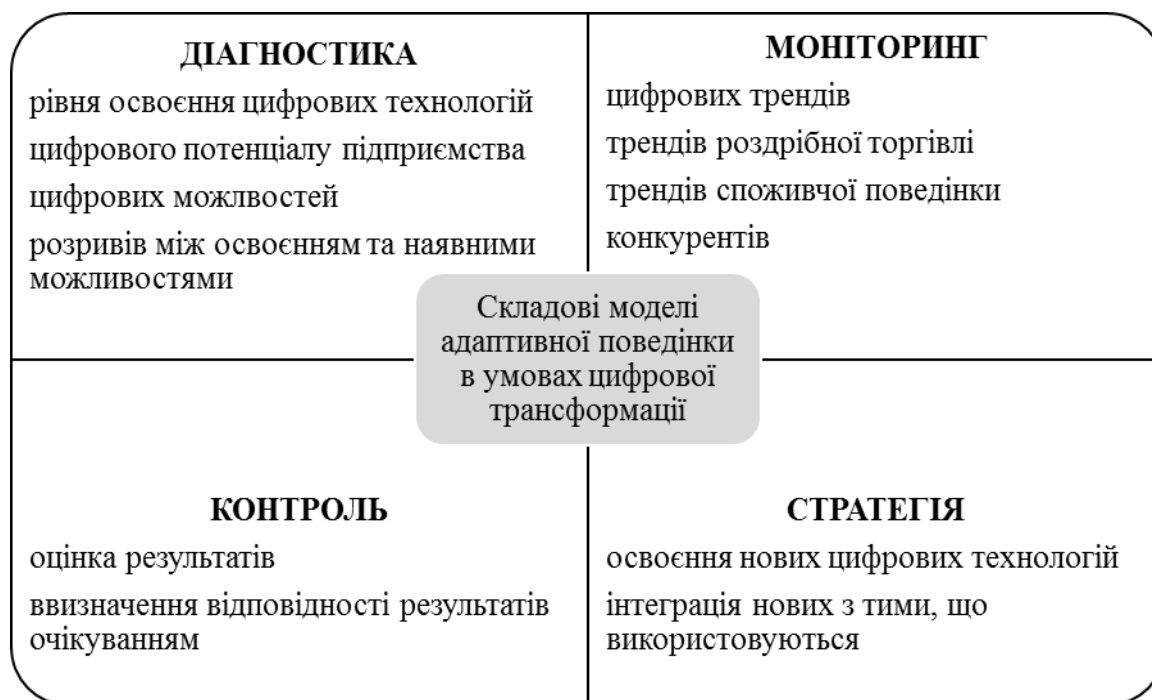 ДІАГНОСТИКА
рівня освоєння цифрових технологій
цифрового потенціалу підприємства
цифрових можлвостей
розривів між освоєнням та наявними
можливостями
МОНІТОРИНГ
цифрових трендів
трендів роздрібної торгівлі
трендів споживчої поведінки
конкурентів
Складові моделі
адаптивної поведінки
в умовах цифрової
трансформації
КОНТРОЛЬ
оцінка результатів
ввизначення відповідності результатів
очікуванням
СТРАТЕГІЯ
освоєння нових цифрових технологій
інтеграція нових з тими, що
використовуються